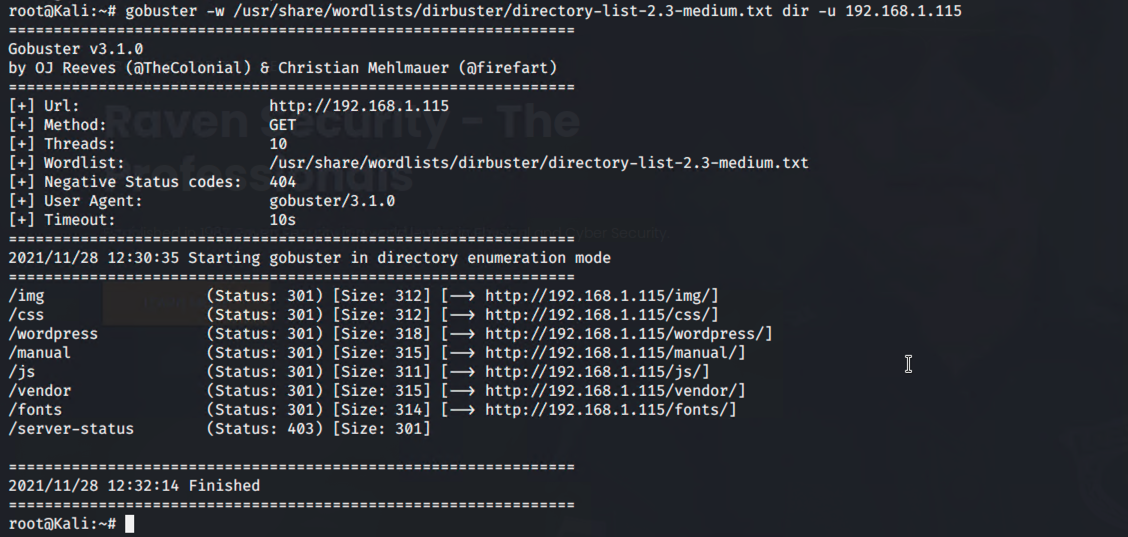 root@Kali:~# gobuster -w /usr/share/wordlists/dirbuster/directory-list-2.3-medium.txt dir -u 192.168.1.115
===============================================================
Gobuster v3.1.0
by OJ Reeves (@TheColonial) & Christian Mehlmauer (@firefart)
===============================================================
[+] Url:                     http://192.168.1.115
[+] Method:                  GET
[+] Threads:                 10
[+] Wordlist:                /usr/share/wordlists/dirbuster/directory-list-2.3-medium.txt
[+] Negative Status codes:   404
[+] User Agent:              gobuster/3.1.0
[+] Timeout:                 10s
===============================================================
2021/11/28 12:30:35 Starting gobuster in directory enumeration mode
===============================================================
/img                  (Status: 301) [Size: 312] [--> http://192.168.1.115/img/]
/css                  (Status: 301) [Size: 312] [--> http://192.168.1.115/css/]
/wordpress            (Status: 301) [Size: 318] [--> http://192.168.1.115/wordpress/]
/manual               (Status: 301) [Size: 315] [--> http://192.168.1.115/manual/]
/js                   (Status: 301) [Size: 311] [--> http://192.168.1.115/js/]
/vendor               (Status: 301) [Size: 315] [--> http://192.168.1.115/vendor/]
/fonts                (Status: 301) [Size: 314] [--> http://192.168.1.115/fonts/]
/server-status        (Status: 403) [Size: 301]
===============================================================
2021/11/28 12:32:14 Finished
===============================================================
root@Kali:~#
Raven Security - The
Professionals